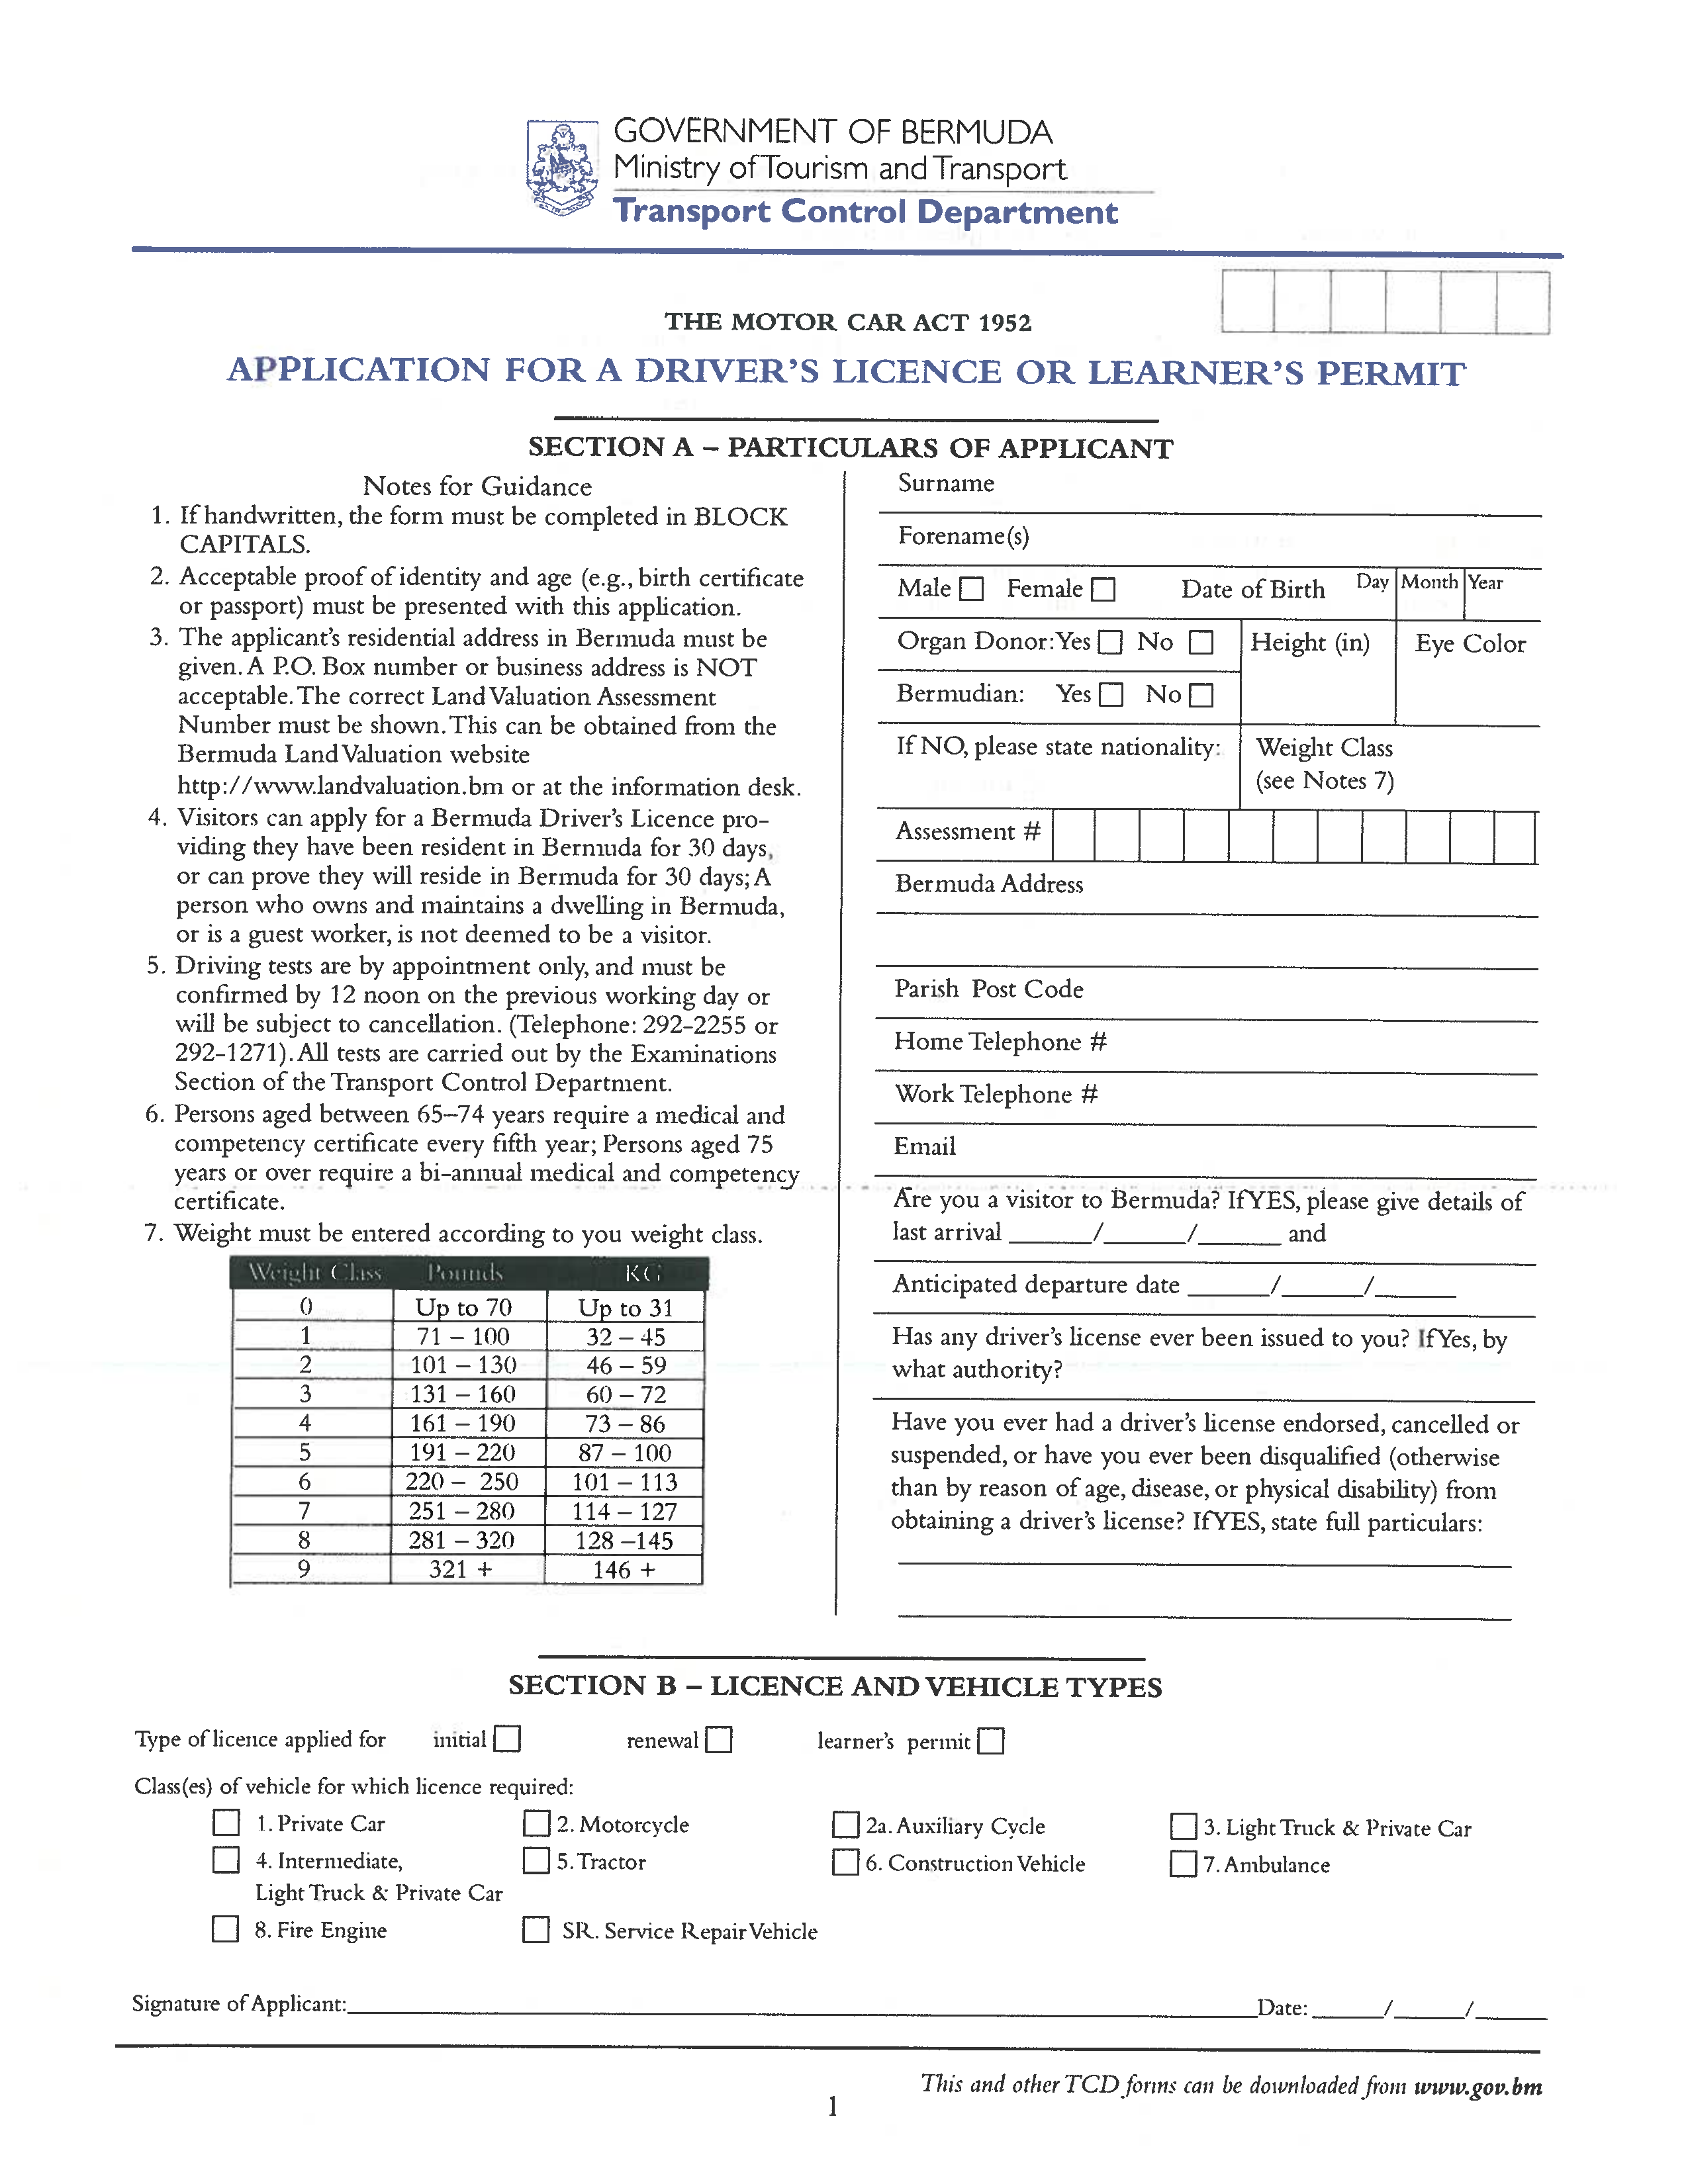 GOVERNMENT OF BERMUDA
Ministry of Tourism and Transport
Transport Control Department
THE MOTOR CAR ACT 1952
APPLICATION FOR A DRIVER'S LICENCE OR LEARNER'S PERMIT
SECTION A – PARTICULARS OF APPLICANT
Notes for Guidance
1. If handwritten, the form must be completed in BLOCK
CAPITALS.
2. Acceptable proof of identity and age (e.g., birth certificate
or passport) must be presented with this application.
3. The applicant's residential address in Bermuda must be
given. A P.O. Box number or business address is NOT
acceptable. The correct Land Valuation Assessment
Number must be shown. This can be obtained from the
Bermuda Land Valuation website
http://www.landvaluation.bm or at the information desk.
4. Visitors can apply for a Bermuda Driver's Licence pro-
viding they have been resident in Bermuda for 30 days,
or can prove they will reside in Bermuda for 30 days; A
person who owns and maintains a dwelling in Bermuda,
or is a guest worker, is not deemed to be a visitor.
5. Driving tests are by appointment only, and must be
confirmed by 12 noon on the previous working day or
will be subject to cancellation. (Telephone: 292-2255 or
292-1271). All tests are carried out by the Examinations
Section of the Transport Control Department.
6. Persons aged between 65–74 years require a medical and
competency certificate every fifth year; Persons aged 75
years or over require a bi-annual medical and competency
certificate.
7. Weight must be entered according to you weight class.
Weight Class Pounds KG
0 Up to 70 Up to 31
1 71 – 100 32 – 45
2 101 – 130 46 – 59
3 131 – 160 60 – 72
4 161 – 190 73 – 86
5 191 – 220 87 – 100
6 220 – 250 101 – 113
7 251 – 280 114 – 127
8 281 – 320 128 –145
9 321 + 146 +
Surname
Forename(s)
Male Female Date of Birth Day Month Year
Organ Donor: Yes No Height (in) Eye Color
Bermudian: Yes No
If NO, please state nationality: Weight Class
(see Notes 7)
Assessment #
Bermuda Address
Parish Post Code
Home Telephone #
Work Telephone #
Email
Are you a visitor to Bermuda? If YES, please give details of
last arrival ______/______/______ and
Anticipated departure date ______/______/______
Has any driver's license ever been issued to you? If Yes, by
what authority?
Have you ever had a driver's license endorsed, cancelled or
suspended, or have you ever been disqualified (otherwise
than by reason of age, disease, or physical disability) from
obtaining a driver's license? If YES, state full particulars:
SECTION B – LICENCE AND VEHICLE TYPES
Type of licence applied for initial renewal learner's permit
Class(es) of vehicle for which licence required:
1. Private Car 2. Motorcycle 2a. Auxiliary Cycle 3. Light Truck & Private Car
4. Intermediate, 5. Tractor 6. Construction Vehicle 7. Ambulance
Light Truck & Private Car
8. Fire Engine SR. Service Repair Vehicle
Signature of Applicant:____________ Date: ______/______/______
This and other TCD forms can be downloaded from www.gov.bm
1